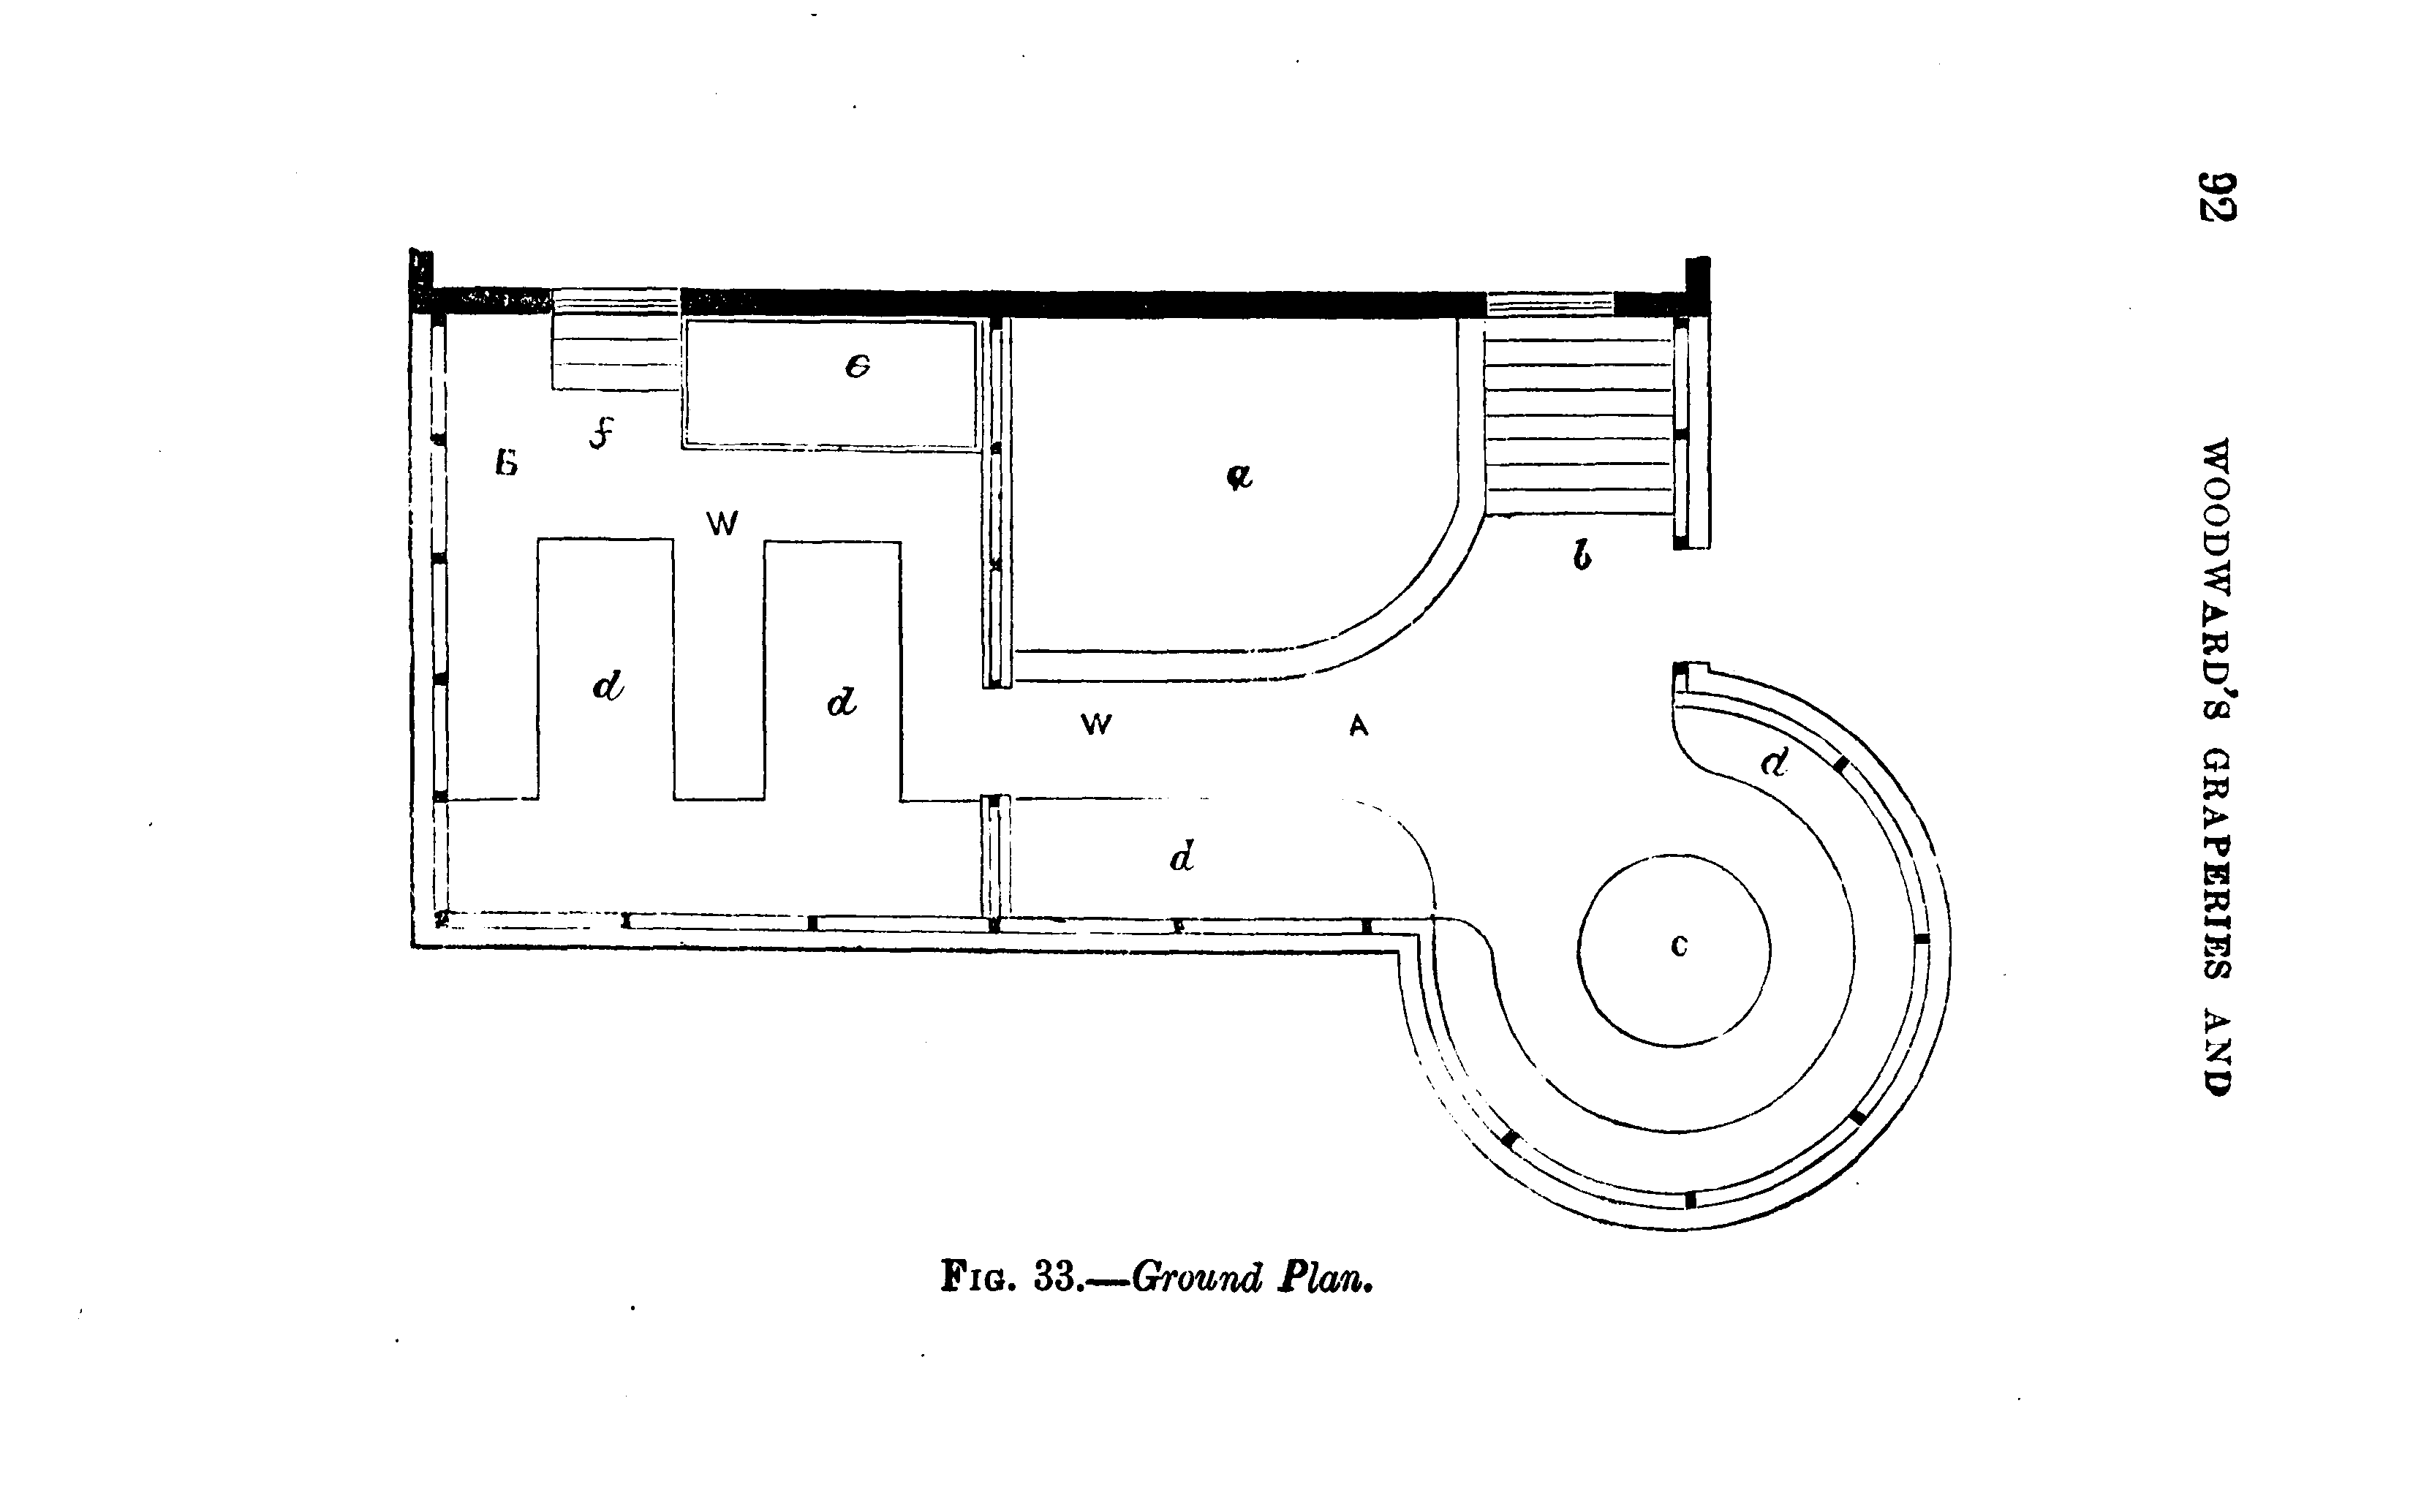 92 WOODWARD'S GRAPERIES AND
e
f
B
a
W
b
d
d
W
A
d
d
c
FIG. 33.—Ground Plan.